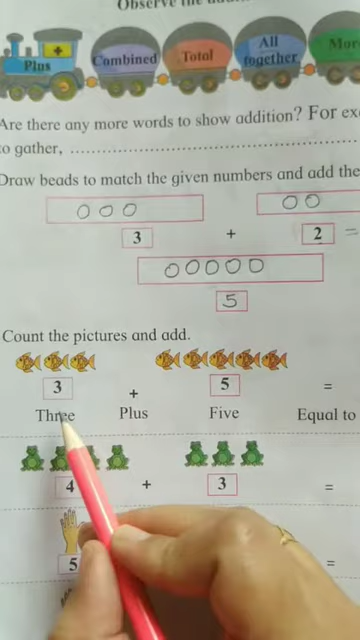 Observe the
Plus + Combined Total All together More
Are there any more words to show addition? For
to gather, ........................................
Draw beads to match the given numbers and add the
3 + 2 =
5
Count the pictures and add.
3 + 5 =
Three Plus Five Equal to
4 + 3 =
5 =